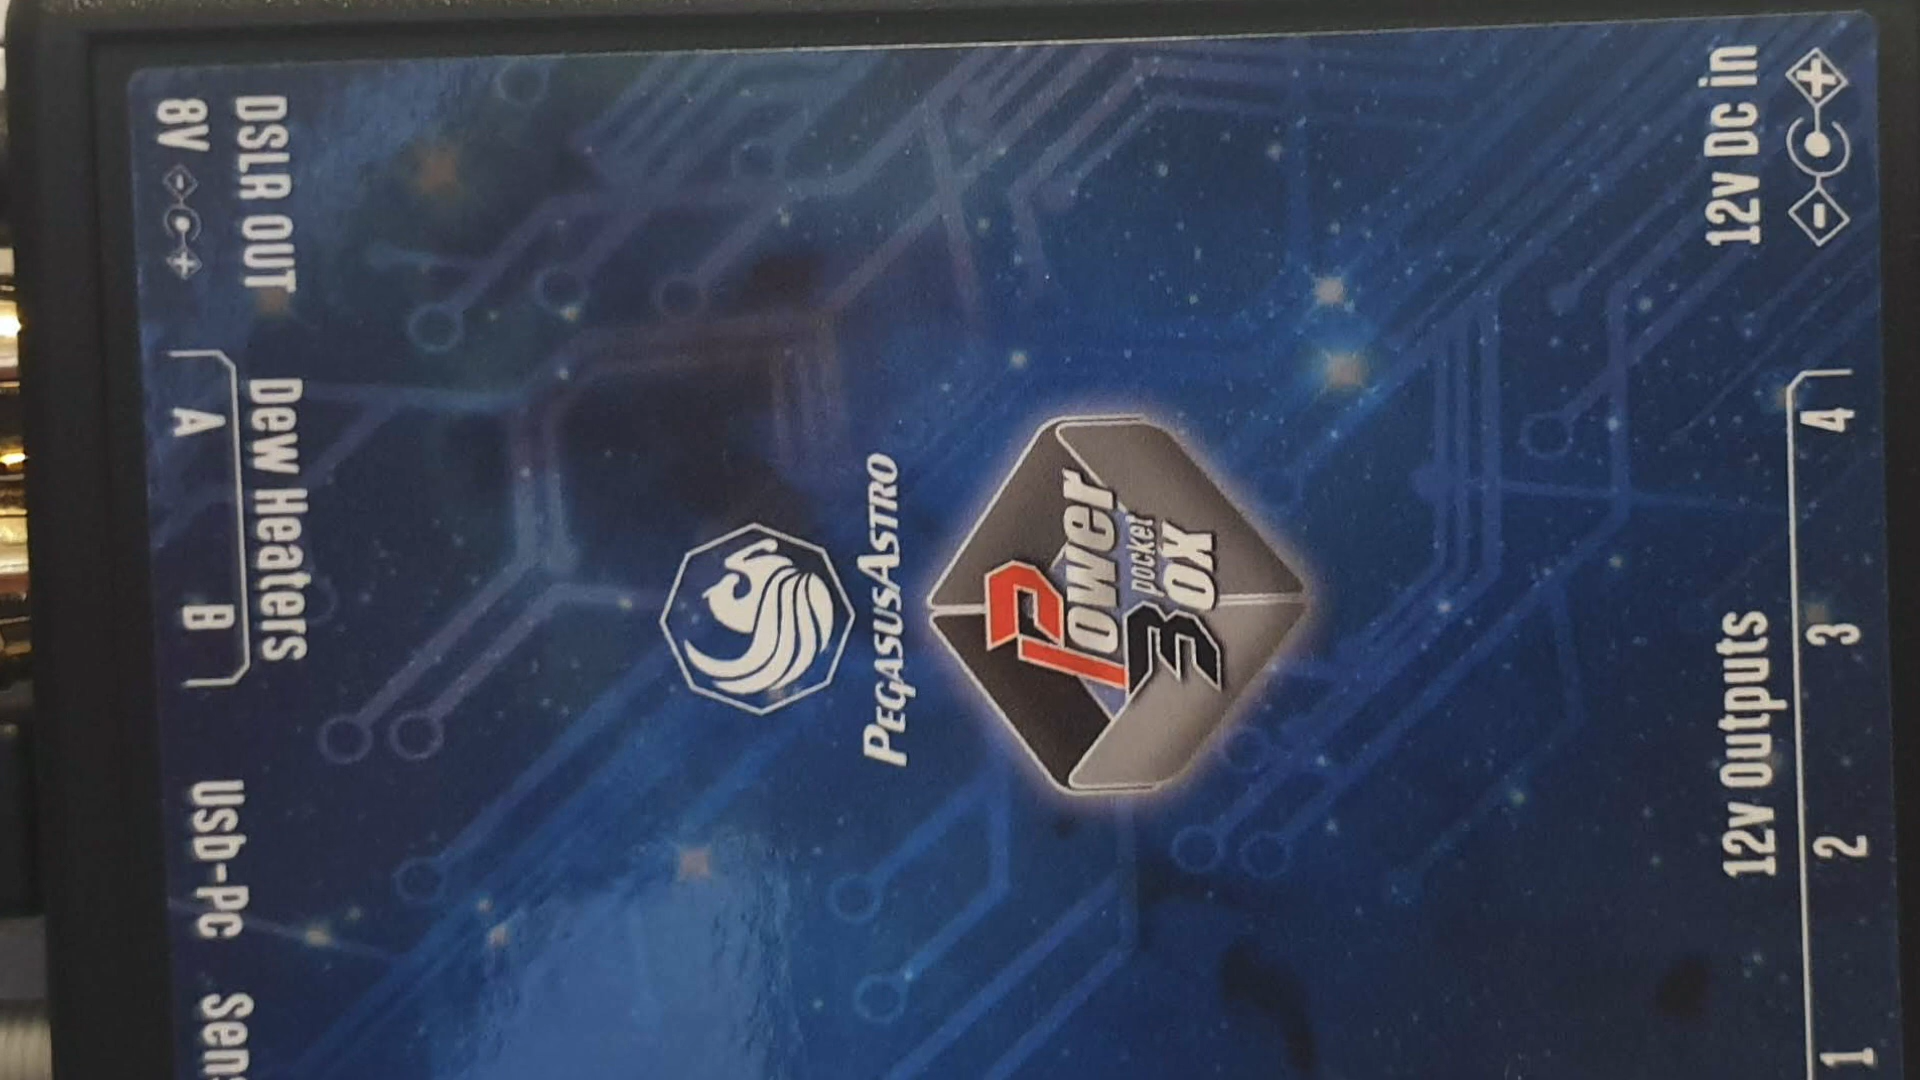 DSLR OUT
8V - +
Dew Heaters
A B
Usb-Pc
PEGASUSASTRO
Power
pocket
Box
12v Dc in
+ -
12v Outputs
4 3 2 1